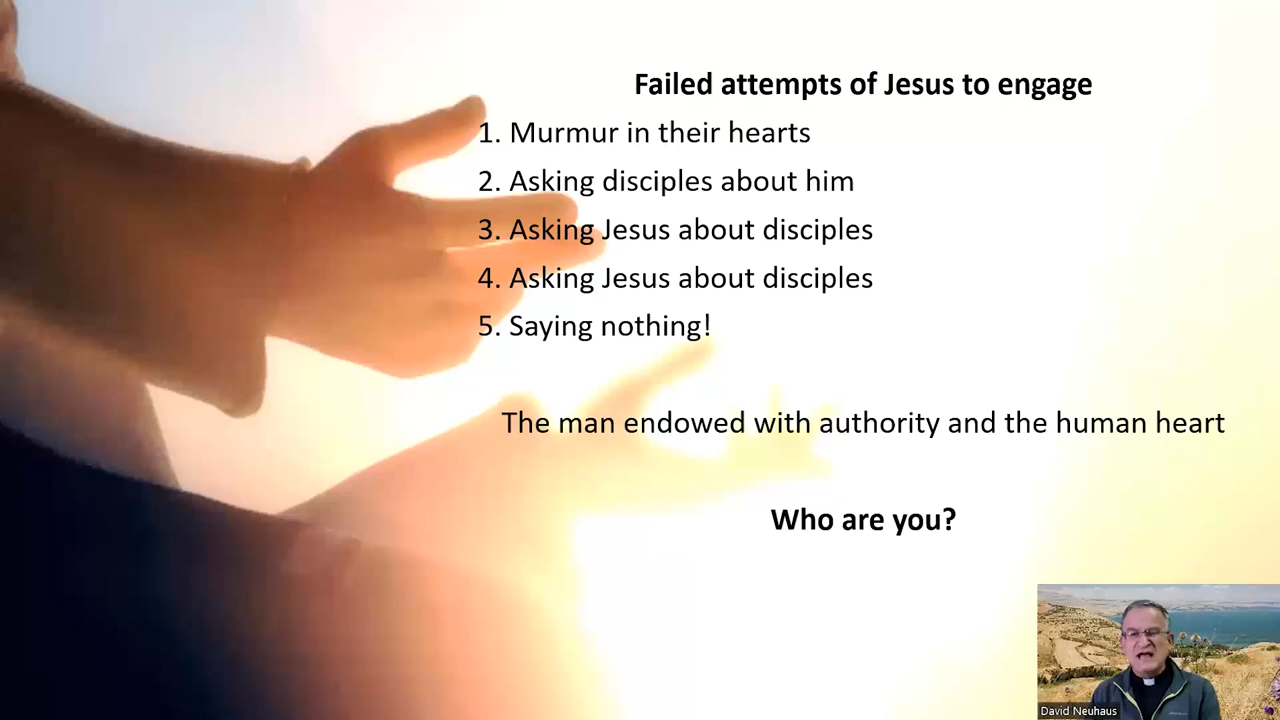 Failed attempts of Jesus to engage
1. Murmur in their hearts
2. Asking disciples about him
3. Asking Jesus about disciples
4. Asking Jesus about disciples
5. Saying nothing!
The man endowed with authority and the human heart
Who are you?
David Neuhaus